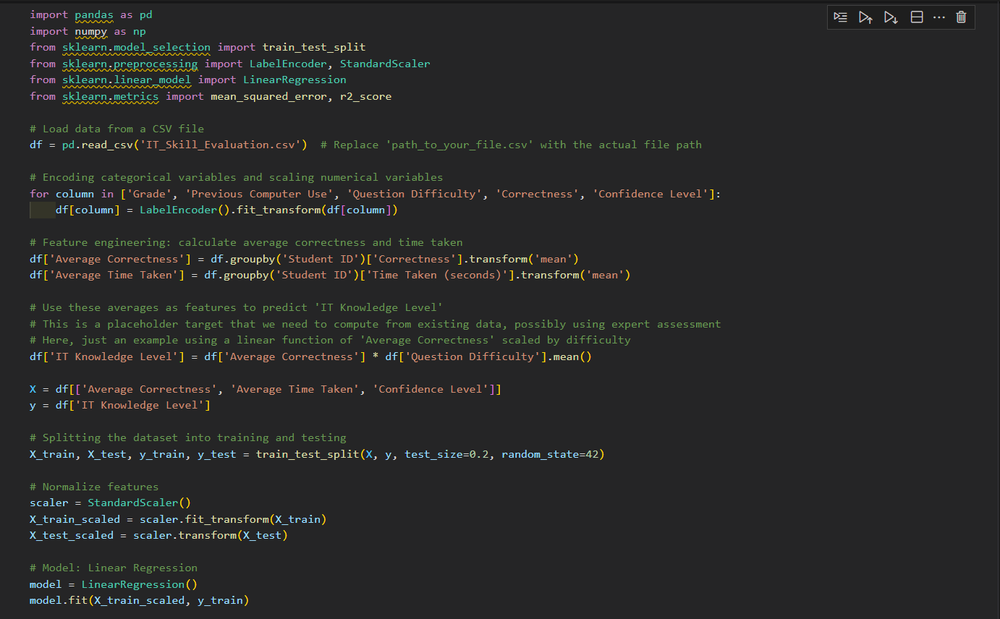 import pandas as pd
import numpy as np
from sklearn.model_selection import train_test_split
from sklearn.preprocessing import LabelEncoder, StandardScaler
from sklearn.linear_model import LinearRegression
from sklearn.metrics import mean_squared_error, r2_score

# Load data from a CSV file
df = pd.read_csv('IT_Skill_Evaluation.csv')  # Replace 'path_to_your_file.csv' with the actual file path

# Encoding categorical variables and scaling numerical variables
for column in ['Grade', 'Previous Computer Use', 'Question Difficulty', 'Correctness', 'Confidence Level']:
    df[column] = LabelEncoder().fit_transform(df[column])

# Feature engineering: calculate average correctness and time taken
df['Average Correctness'] = df.groupby('Student ID')['Correctness'].transform('mean')
df['Average Time Taken'] = df.groupby('Student ID')['Time Taken (seconds)'].transform('mean')

# Use these averages as features to predict 'IT Knowledge Level'
# This is a placeholder target that we need to compute from existing data, possibly using expert assessment
# Here, just an example using a linear function of 'Average Correctness' scaled by difficulty
df['IT Knowledge Level'] = df['Average Correctness'] * df['Question Difficulty'].mean()

X = df[['Average Correctness', 'Average Time Taken', 'Confidence Level']]
y = df['IT Knowledge Level']

# Splitting the dataset into training and testing
X_train, X_test, y_train, y_test = train_test_split(X, y, test_size=0.2, random_state=42)

# Normalize features
scaler = StandardScaler()
X_train_scaled = scaler.fit_transform(X_train)
X_test_scaled = scaler.transform(X_test)

# Model: Linear Regression
model = LinearRegression()
model.fit(X_train_scaled, y_train)